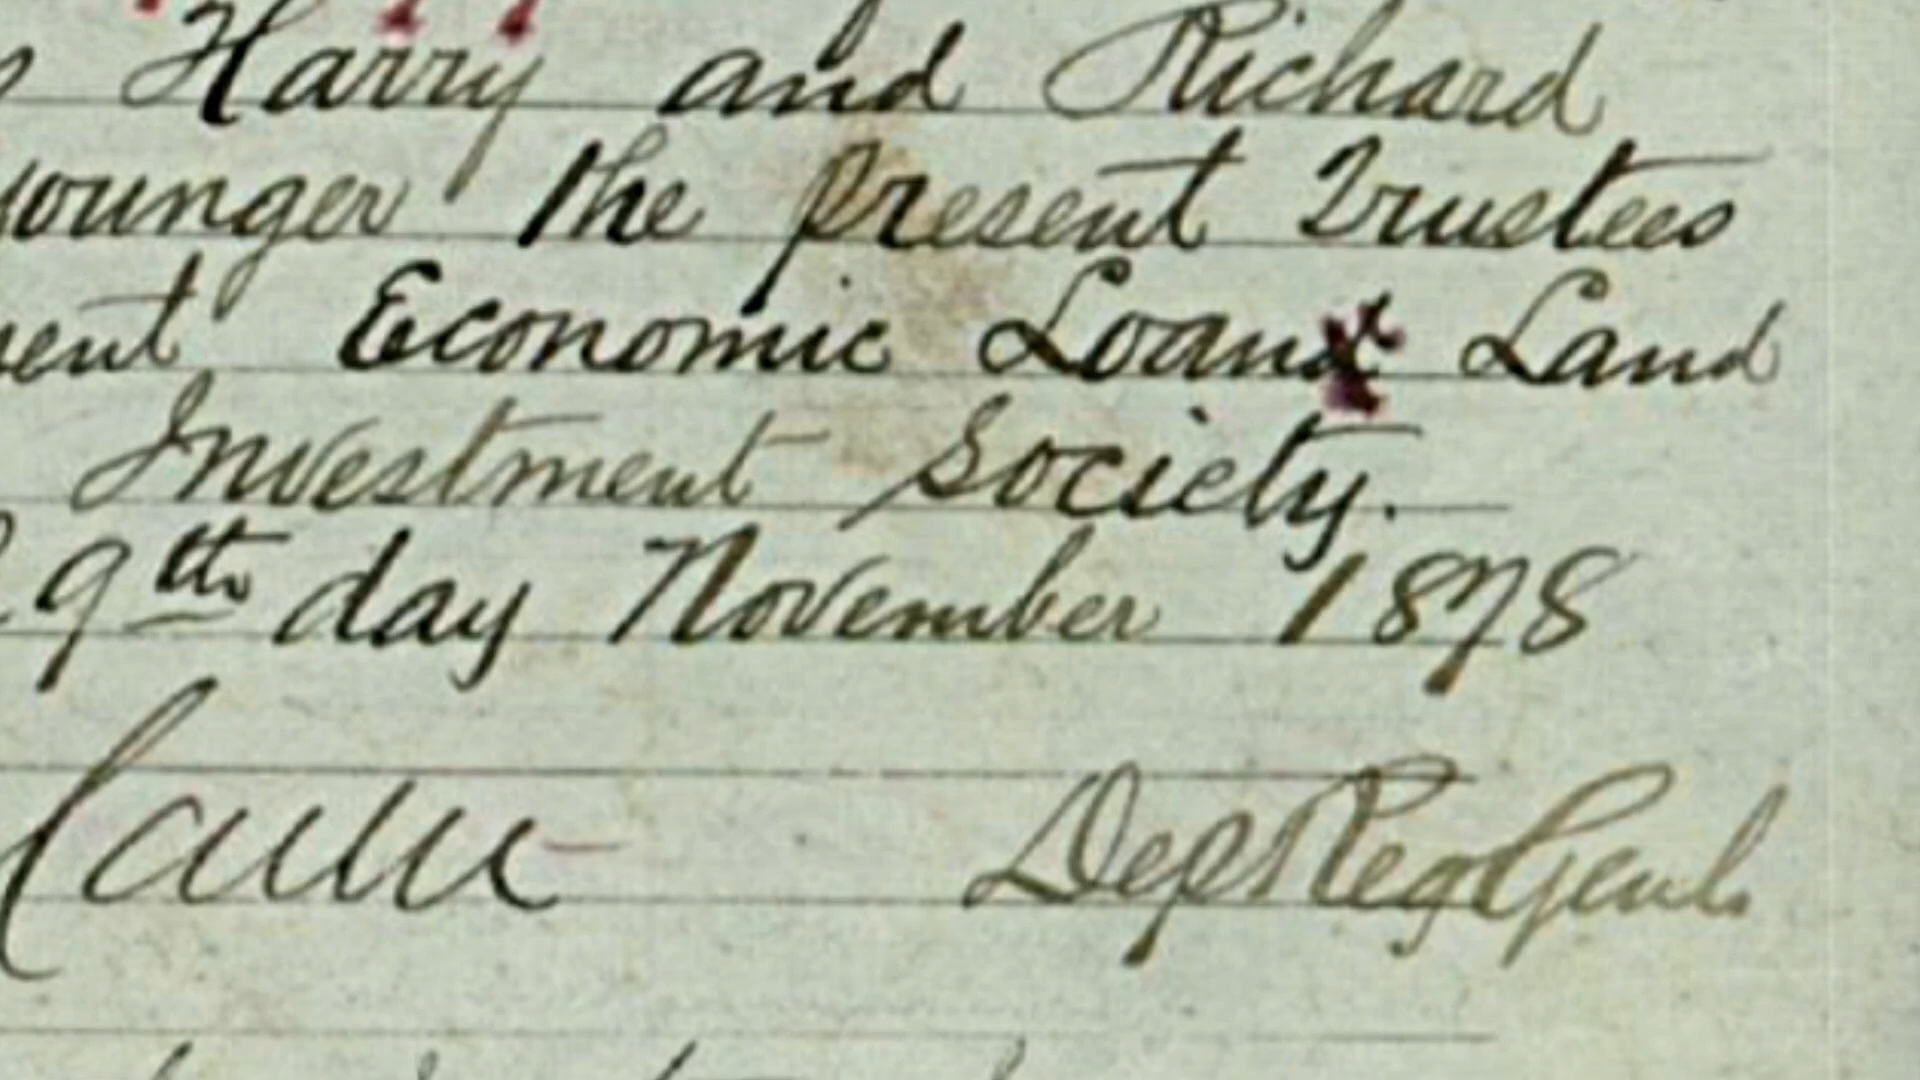 Harry and Richard
younger the present Trustees
Economic Loan & Land
Investment Society.
9th day November 1878
Dep Reg Genl.